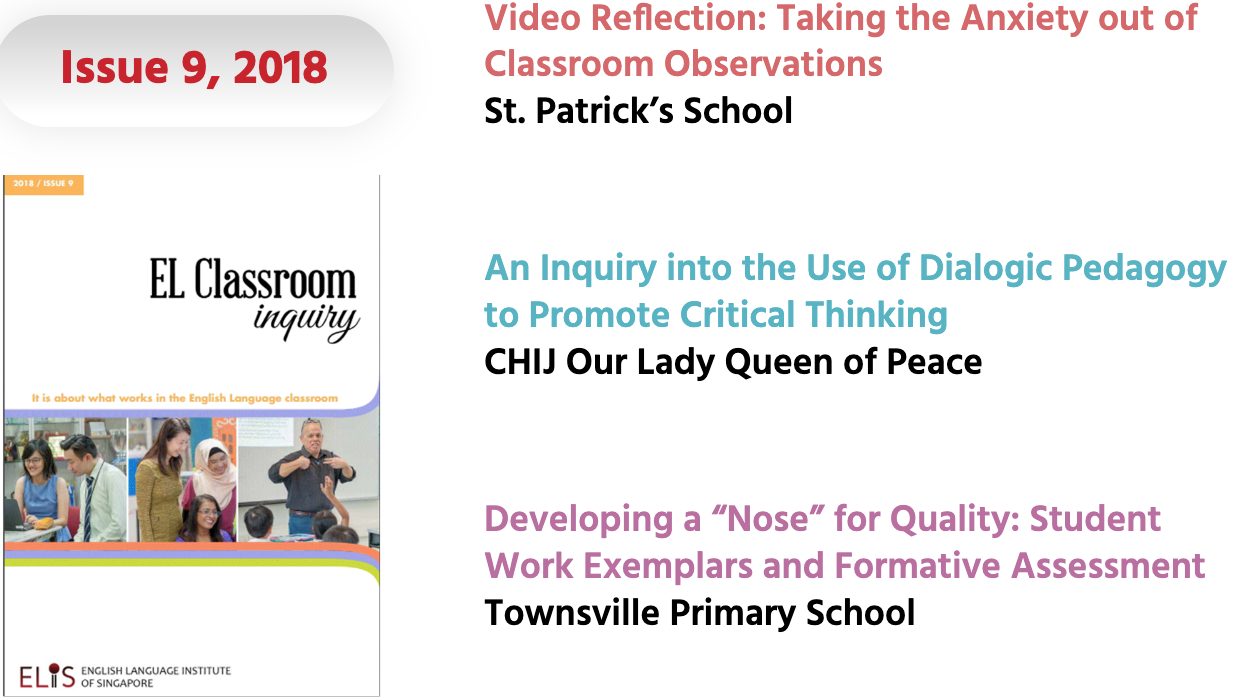 Issue 9, 2018
2018 / ISSUE 9
EL Classroom
inquiry
It is about what works in the English Language classroom
ELIS
ENGLISH LANGUAGE INSTITUTE
OF SINGAPORE
Video Reflection: Taking the Anxiety out of
Classroom Observations
St. Patrick’s School
An Inquiry into the Use of Dialogic Pedagogy
to Promote Critical Thinking
CHIJ Our Lady Queen of Peace
Developing a “Nose” for Quality: Student
Work Exemplars and Formative Assessment
Townsville Primary School